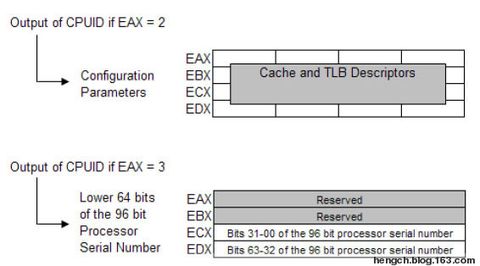 Output of CPUID if EAX = 2
Configuration
Parameters
EAX
EBX
ECX
EDX
Cache and TLB Descriptors
Output of CPUID if EAX = 3
Lower 64 bits
of the 96 bit
Processor
Serial Number
EAX Reserved
EBX Reserved
ECX Bits 31-00 of the 96 bit processor serial number
EDX Bits 63-32 of the 96 bit processor serial number
hengch.blog.163.com